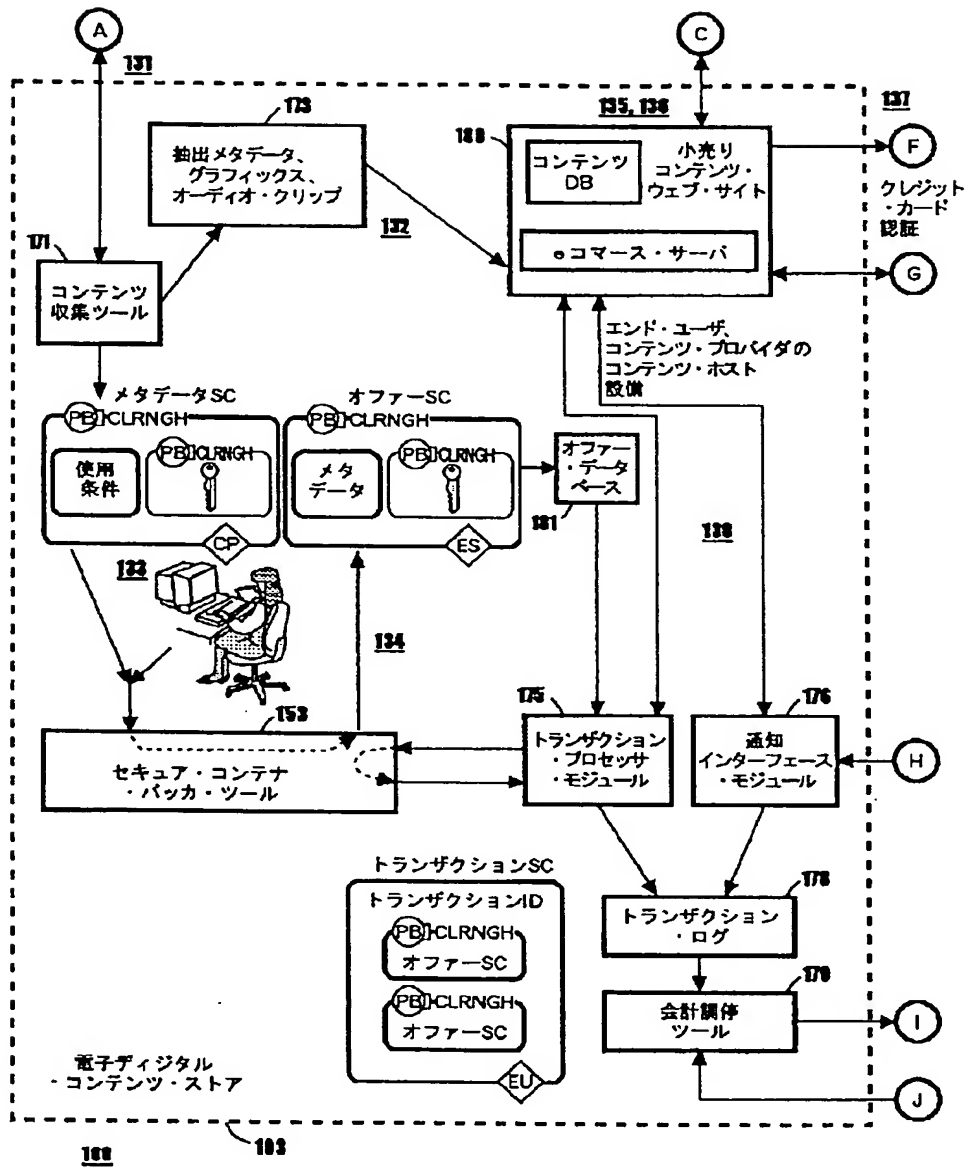 A
C
131
135, 136
137
173
180
抽出メタデータ、
グラフィックス、
オーディオ・クリップ
コンテンツ
DB
小売り
コンテンツ・
ウェブ・サイト
F
クレジット
・カード
認証
132
171
eコマース・サーバ
G
コンテンツ
収集ツール
エンド・ユーザ、
コンテンツ・プロバイダの
コンテンツ・ホスト
設備
メタデータSC
オファーSC
PB]CLRNGH
PB]CLRNGH
使用
条件
PB]CLRNGH
メタ
データ
PB]CLRNGH
オファー
・データ
ベース
181
CP
ES
133
134
153
175
176
セキュア・コンテナ
・パッカ・ツール
トランザクション
・プロセッサ
・モジュール
通知
インターフェース
・モジュール
H
トランザクションSC
トランザクションID
PB]CLRNGH
オファーSC
PB]CLRNGH
オファーSC
EU
178
トランザクション
・ログ
179
会計調停
ツール
I
J
電子ディジタル
・コンテンツ・ストア
103
100